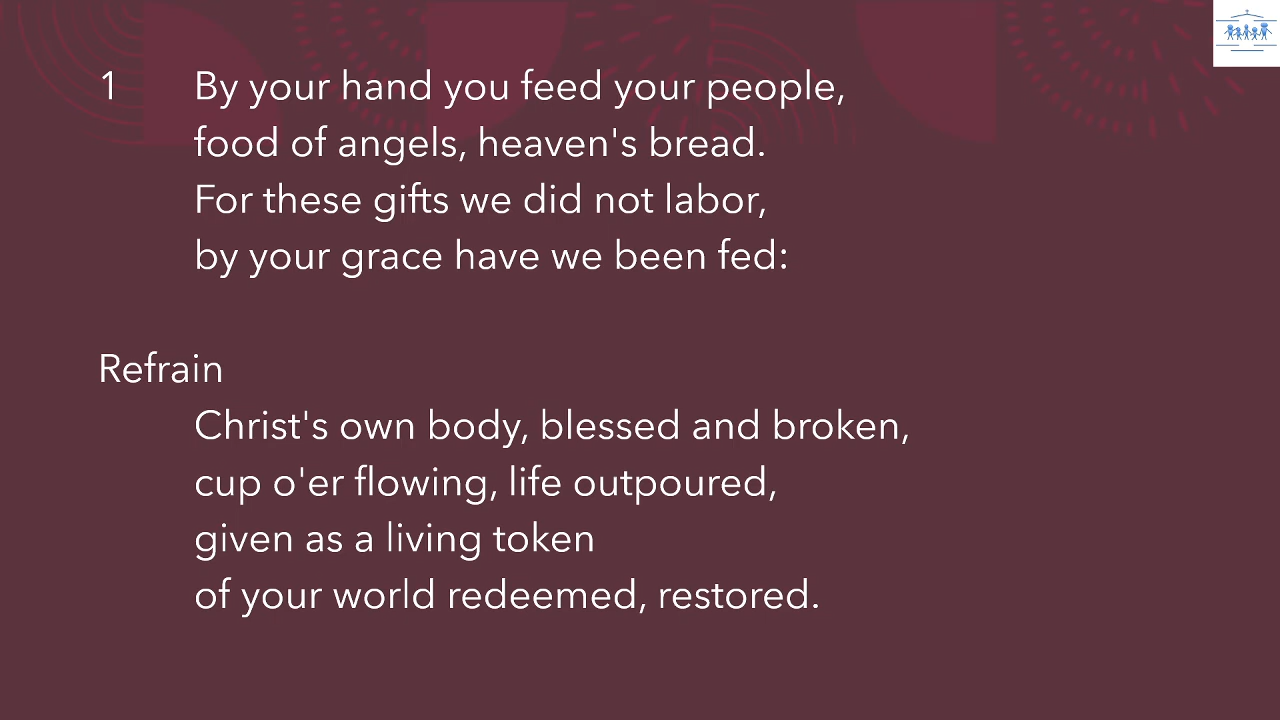 1 By your hand you feed your people,
food of angels, heaven's bread.
For these gifts we did not labor,
by your grace have we been fed:
Refrain
Christ's own body, blessed and broken,
cup o'er flowing, life outpoured,
given as a living token
of your world redeemed, restored.